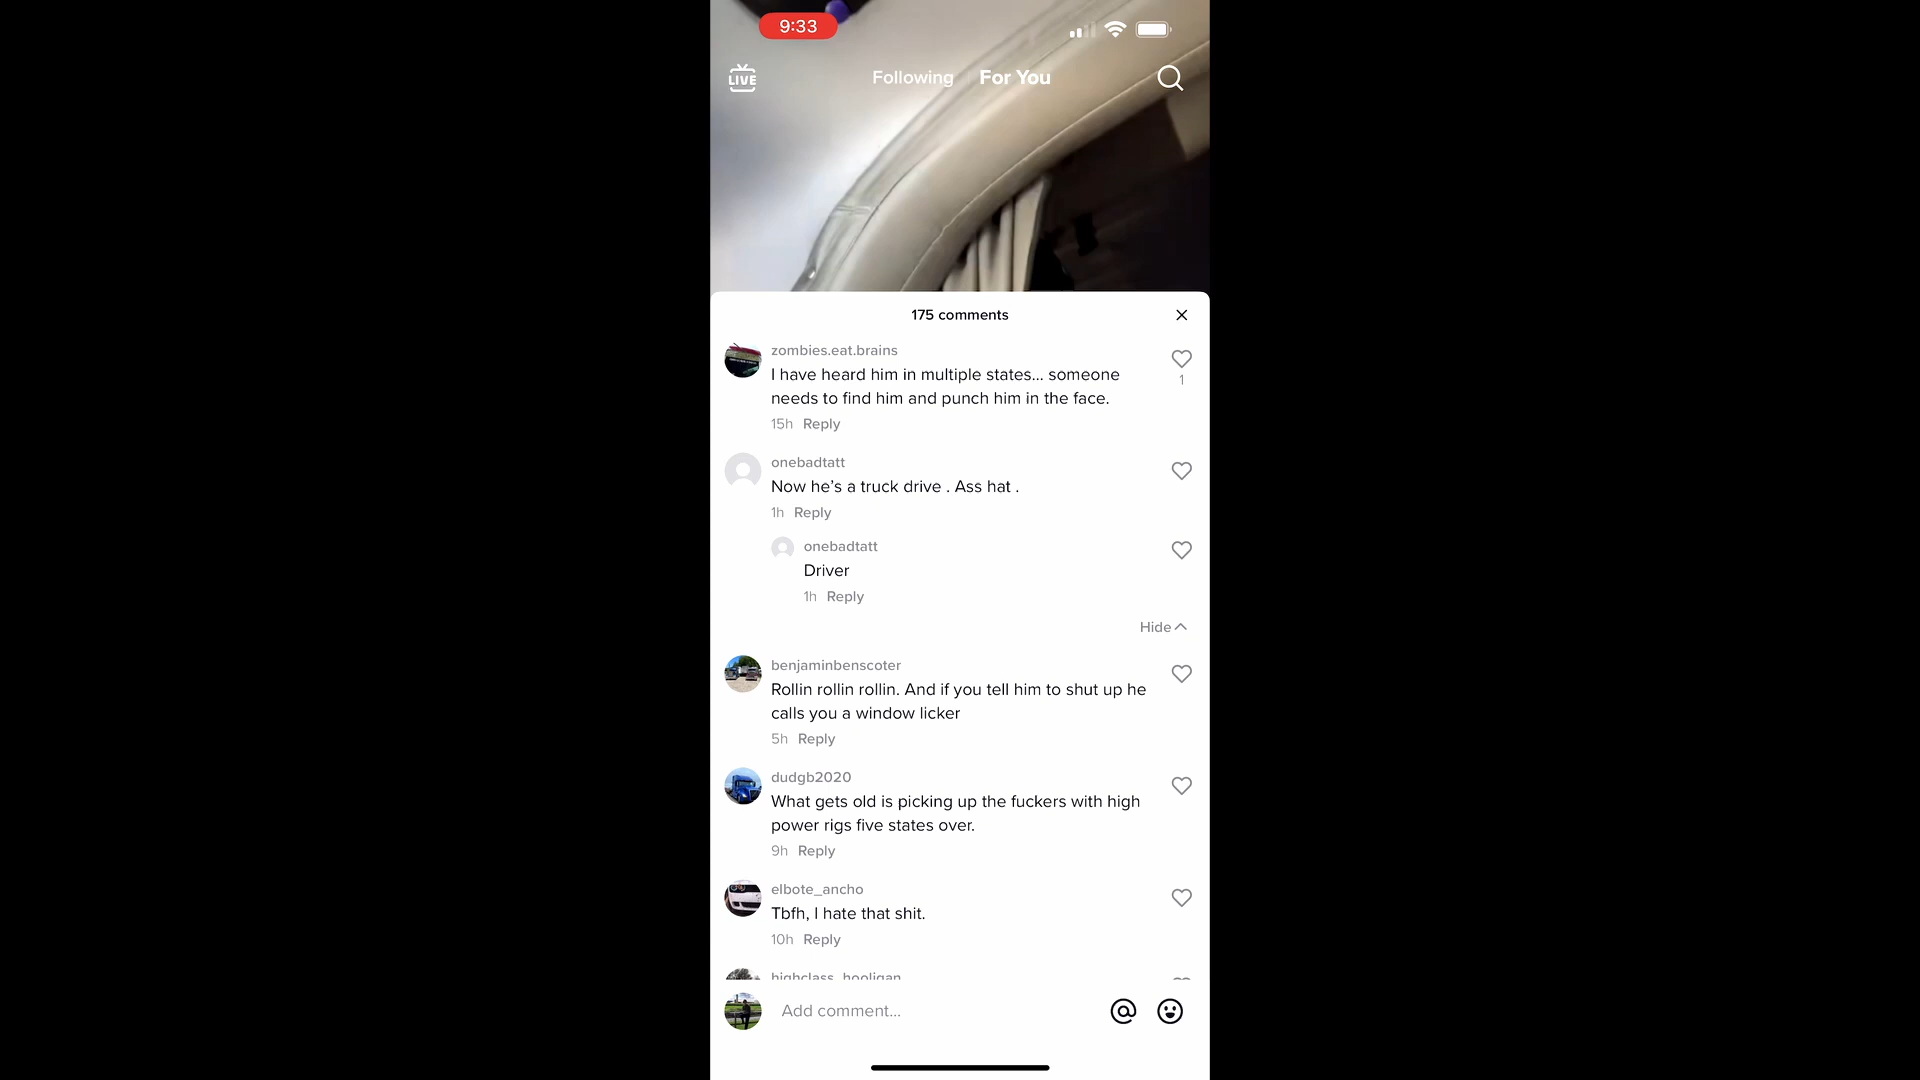 9:33
LIVE
Following
For You
175 comments
zombies.eat.brains
I have heard him in multiple states... someone
needs to find him and punch him in the face.
1
15h Reply
onebadtatt
Now he's a truck drive . Ass hat .
1h Reply
onebadtatt
Driver
1h Reply
Hide
benjaminbenscoter
Rollin rollin rollin. And if you tell him to shut up he
calls you a window licker
5h Reply
dudgb2020
What gets old is picking up the fuckers with high
power rigs five states over.
9h Reply
elbote_ancho
Tbfh, I hate that shit.
10h Reply
highclass_hooligan
Add comment...